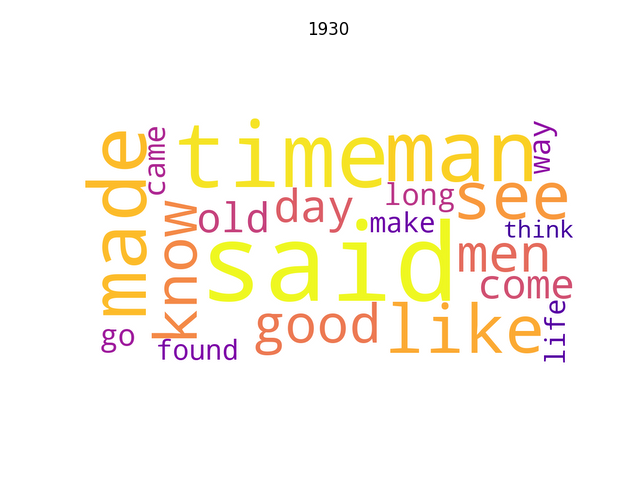 1930
made
came
time
man
way
know
old
day
long
see
make
think
said
men
come
go
found
good
like
life